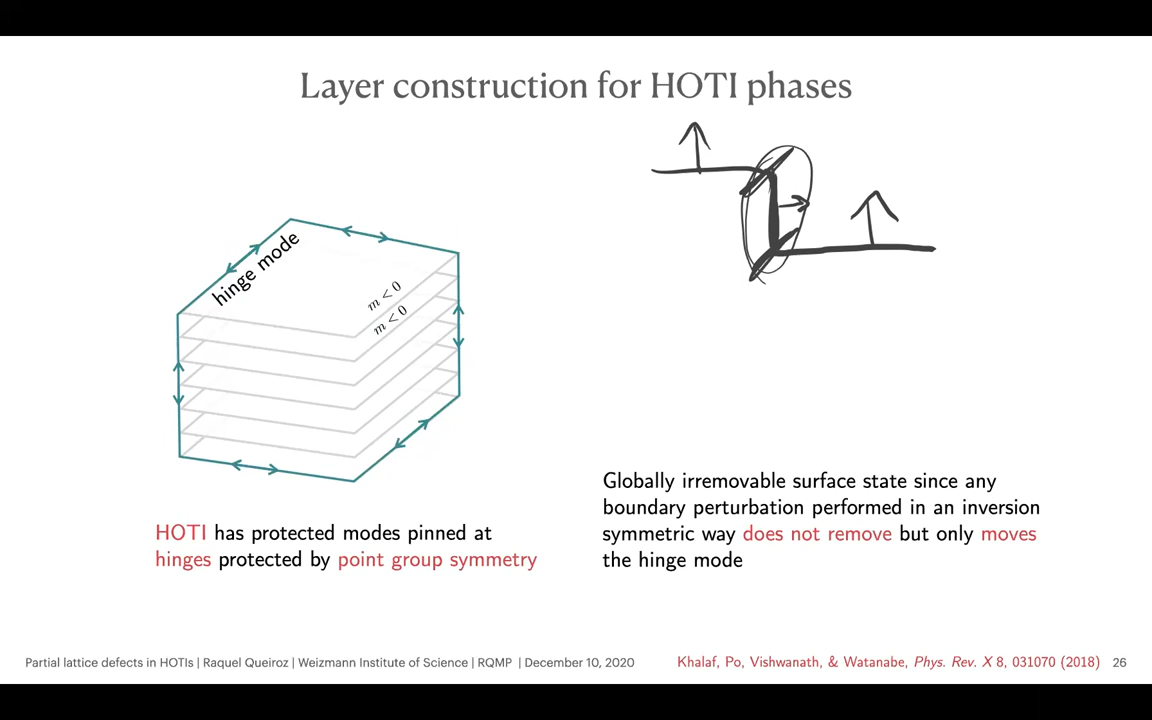 Layer construction for HOTI phases
hinge mode
m < 0
m < 0
HOTI has protected modes pinned at
hinges protected by point group symmetry
Globally irremovable surface state since any
boundary perturbation performed in an inversion
symmetric way does not remove but only moves
the hinge mode
Partial lattice defects in HOTIs | Raquel Queiroz | Weizmann Institute of Science | RQMP | December 10, 2020
Khalaf, Po, Vishwanath, & Watanabe, Phys. Rev. X 8, 031070 (2018) 26